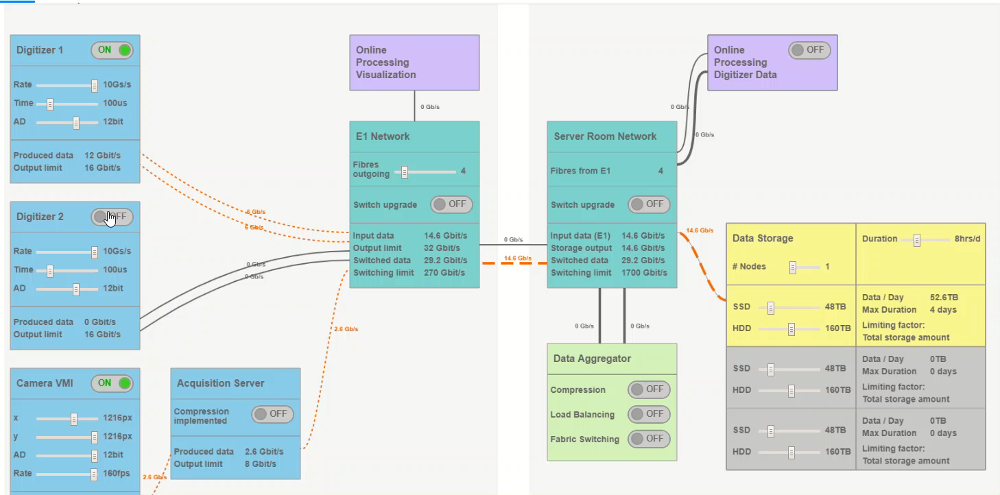 Digitizer 1
ON
Rate 10Gs/s
Time 100us
AD 12bit
Produced data 12 Gbit/s
Output limit 16 Gbit/s
Digitizer 2
Rate 10Gs/s
Time 100us
AD 12bit
Produced data 0 Gbit/s
Output limit 16 Gbit/s
Camera VMI
ON
x 1216px
y 1216px
AD 12bit
Rate 160fps
2.6 Gb/s
Acquisition Server
Compression
implemented
OFF
Produced data 2.6 Gbit/s
Output limit 8 Gbit/s
2.6 Gb/s
6 Gb/s
6 Gb/s
0 Gb/s
0 Gb/s
Online
Processing
Visualization
0 Gb/s
E1 Network
Fibres
outgoing
4
Switch upgrade OFF
Input data 14.6 Gbit/s
Output limit 32 Gbit/s
Switched data 29.2 Gbit/s
Switching limit 270 Gbit/s
0 Gb/s
14.6 Gb/s
Online
Processing
Digitizer Data
OFF
0 Gb/s
0 Gb/s
Server Room Network
Fibres from E1 4
Switch upgrade OFF
Input data (E1) 14.6 Gbit/s
Storage output 14.6 Gbit/s
Switched data 29.2 Gbit/s
Switching limit 1700 Gbit/s
14.6 Gb/s
0 Gb/s
0 Gb/s
Data Aggregator
Compression OFF
Load Balancing OFF
Fabric Switching OFF
Data Storage
# Nodes 1
Duration 8hrs/d
SSD 48TB
HDD 160TB
Data / Day 52.6TB
Max Duration 4 days
Limiting factor:
Total storage amount
SSD 48TB
HDD 160TB
Data / Day 0TB
Max Duration 0 days
Limiting factor:
Total storage amount
SSD 48TB
HDD 160TB
Data / Day 0TB
Max Duration 0 days
Limiting factor:
Total storage amount